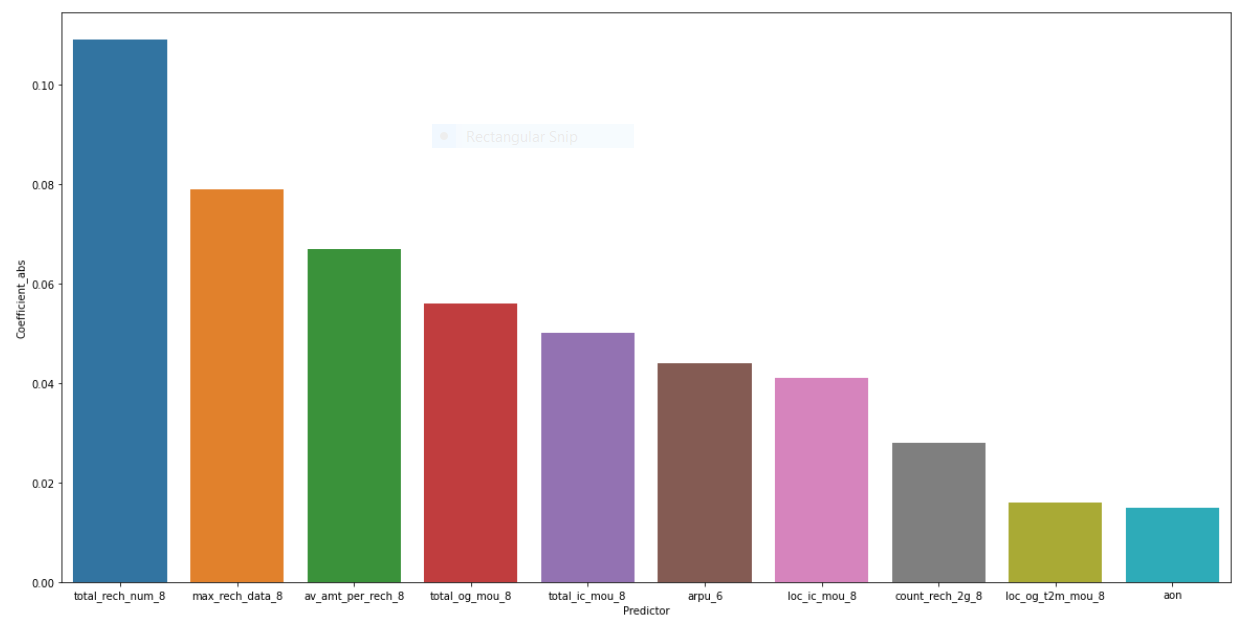 0.10
0.08
0.06
0.04
0.02
0.00
Coefficient_abs
Rectangular Snip
total_rech_num_8 max_rech_data_8 av_amt_per_rech_8 total_og_mou_8 total_ic_mou_8 arpu_6 loc_ic_mou_8 count_rech_2g_8 loc_og_t2m_mou_8 aon
Predictor